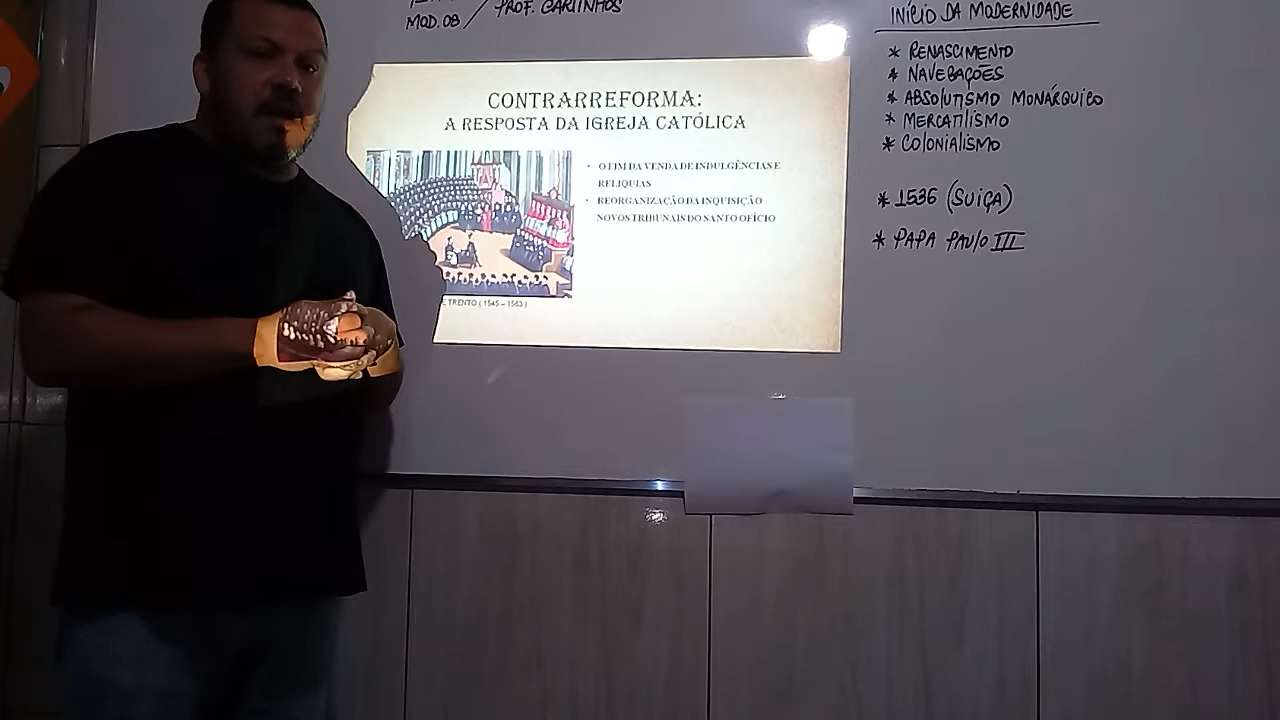 MOD. 08 / PROF. CARLINHOS
CONTRARREFORMA:
A RESPOSTA DA IGREJA CATÓLICA
• O FIM DA VENDA DE INDULGÊNCIAS E
RELIQUIAS
• REORGANIZAÇÃO DA INQUISIÇÃO
NOVOS TRIBUNAIS DO SANTO OFÍCIO
E TRENTO ( 1545 – 1563 )
INÍCIO DA MODERNIDADE
* RENASCIMENTO
* NAVEGAÇÕES
* ABSOLUTISMO MONÁRQUICO
* MERCATILISMO
* COLONIALISMO
* 1536 (SUIÇA)
* PAPA PAULO III